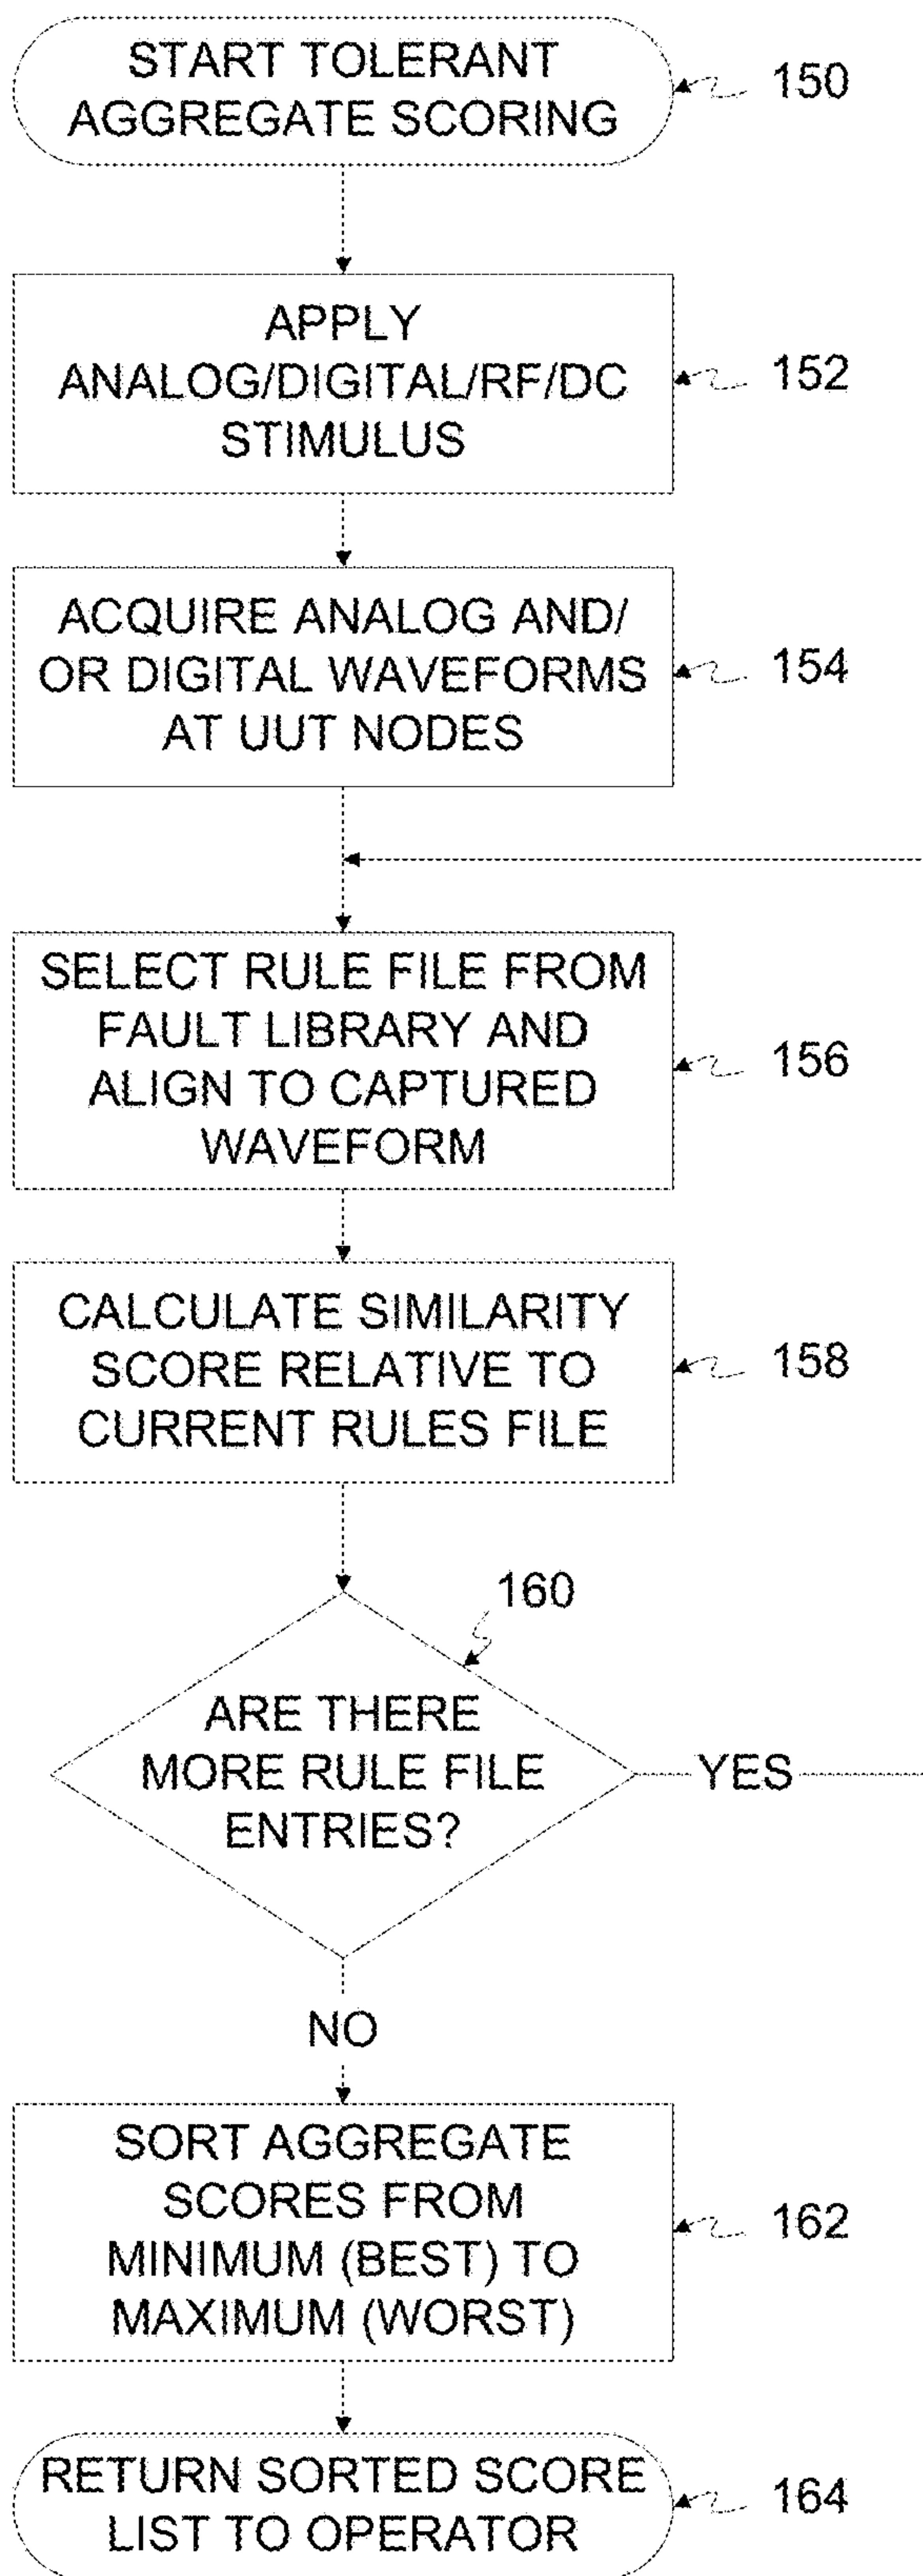 START TOLERANT
AGGREGATE SCORING
150
APPLY
ANALOG/DIGITAL/RF/DC
STIMULUS
152
ACQUIRE ANALOG AND/
OR DIGITAL WAVEFORMS
AT UUT NODES
154
SELECT RULE FILE FROM
FAULT LIBRARY AND
ALIGN TO CAPTURED
WAVEFORM
156
CALCULATE SIMILARITY
SCORE RELATIVE TO
CURRENT RULES FILE
158
160
ARE THERE
MORE RULE FILE
ENTRIES?
YES
NO
SORT AGGREGATE
SCORES FROM
MINIMUM (BEST) TO
MAXIMUM (WORST)
162
RETURN SORTED SCORE
LIST TO OPERATOR
164